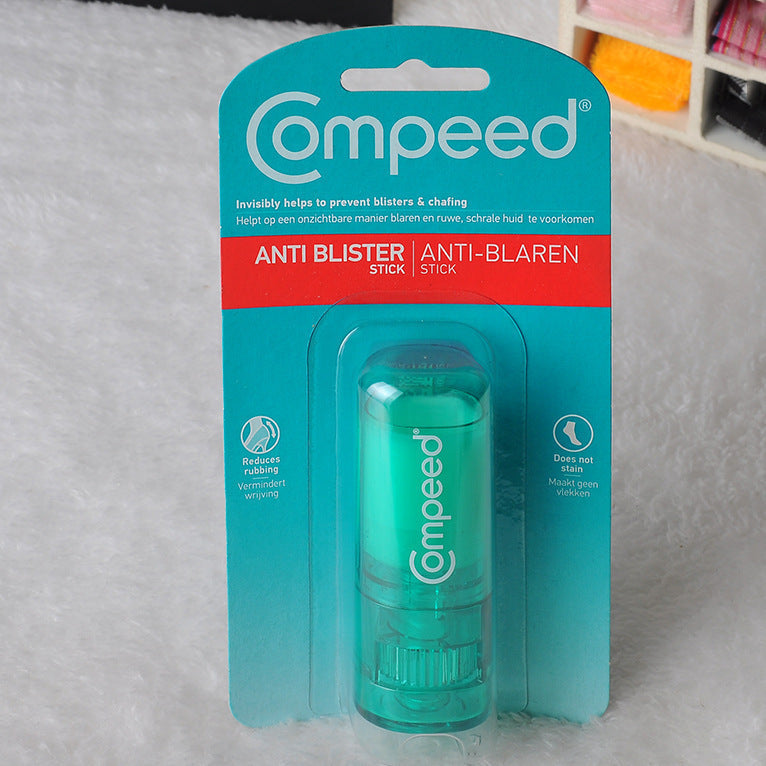 Compeed®
Invisibly helps to prevent blisters & chafing
Helpt op een onzichtbare manier blaren en ruwe, schrale huid te voorkomen
ANTI BLISTER
STICK
ANTI-BLAREN
STICK
Reduces
rubbing
Vermindert
wrijving
Compeed®
Does not
stain
Maakt geen
vlekken